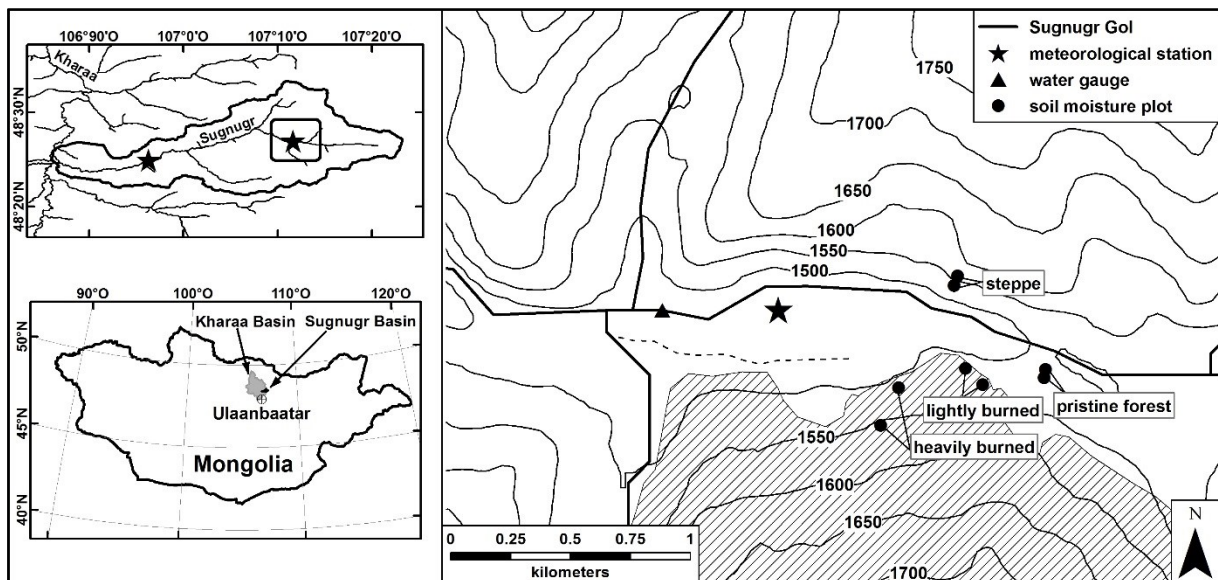 106°90'O 107°0'O 107°10'O 107°20'O
48°30'N
48°20'N
Kharaa
Sugnugr
90°O 100°O 110°O 120°O
50°N
45°N
40°N
50°N
45°N
40°N
Kharaa Basin Sugnugr Basin
Ulaanbaatar
Mongolia
Sugnugr Gol
meteorological station
water gauge
soil moisture plot
1750
1700
1650
1600
1550
1500
steppe
pristine forest
lightly burned
heavily burned
1550
1600
1650
1700
0 0.25 0.5 0.75 1
kilometers
N